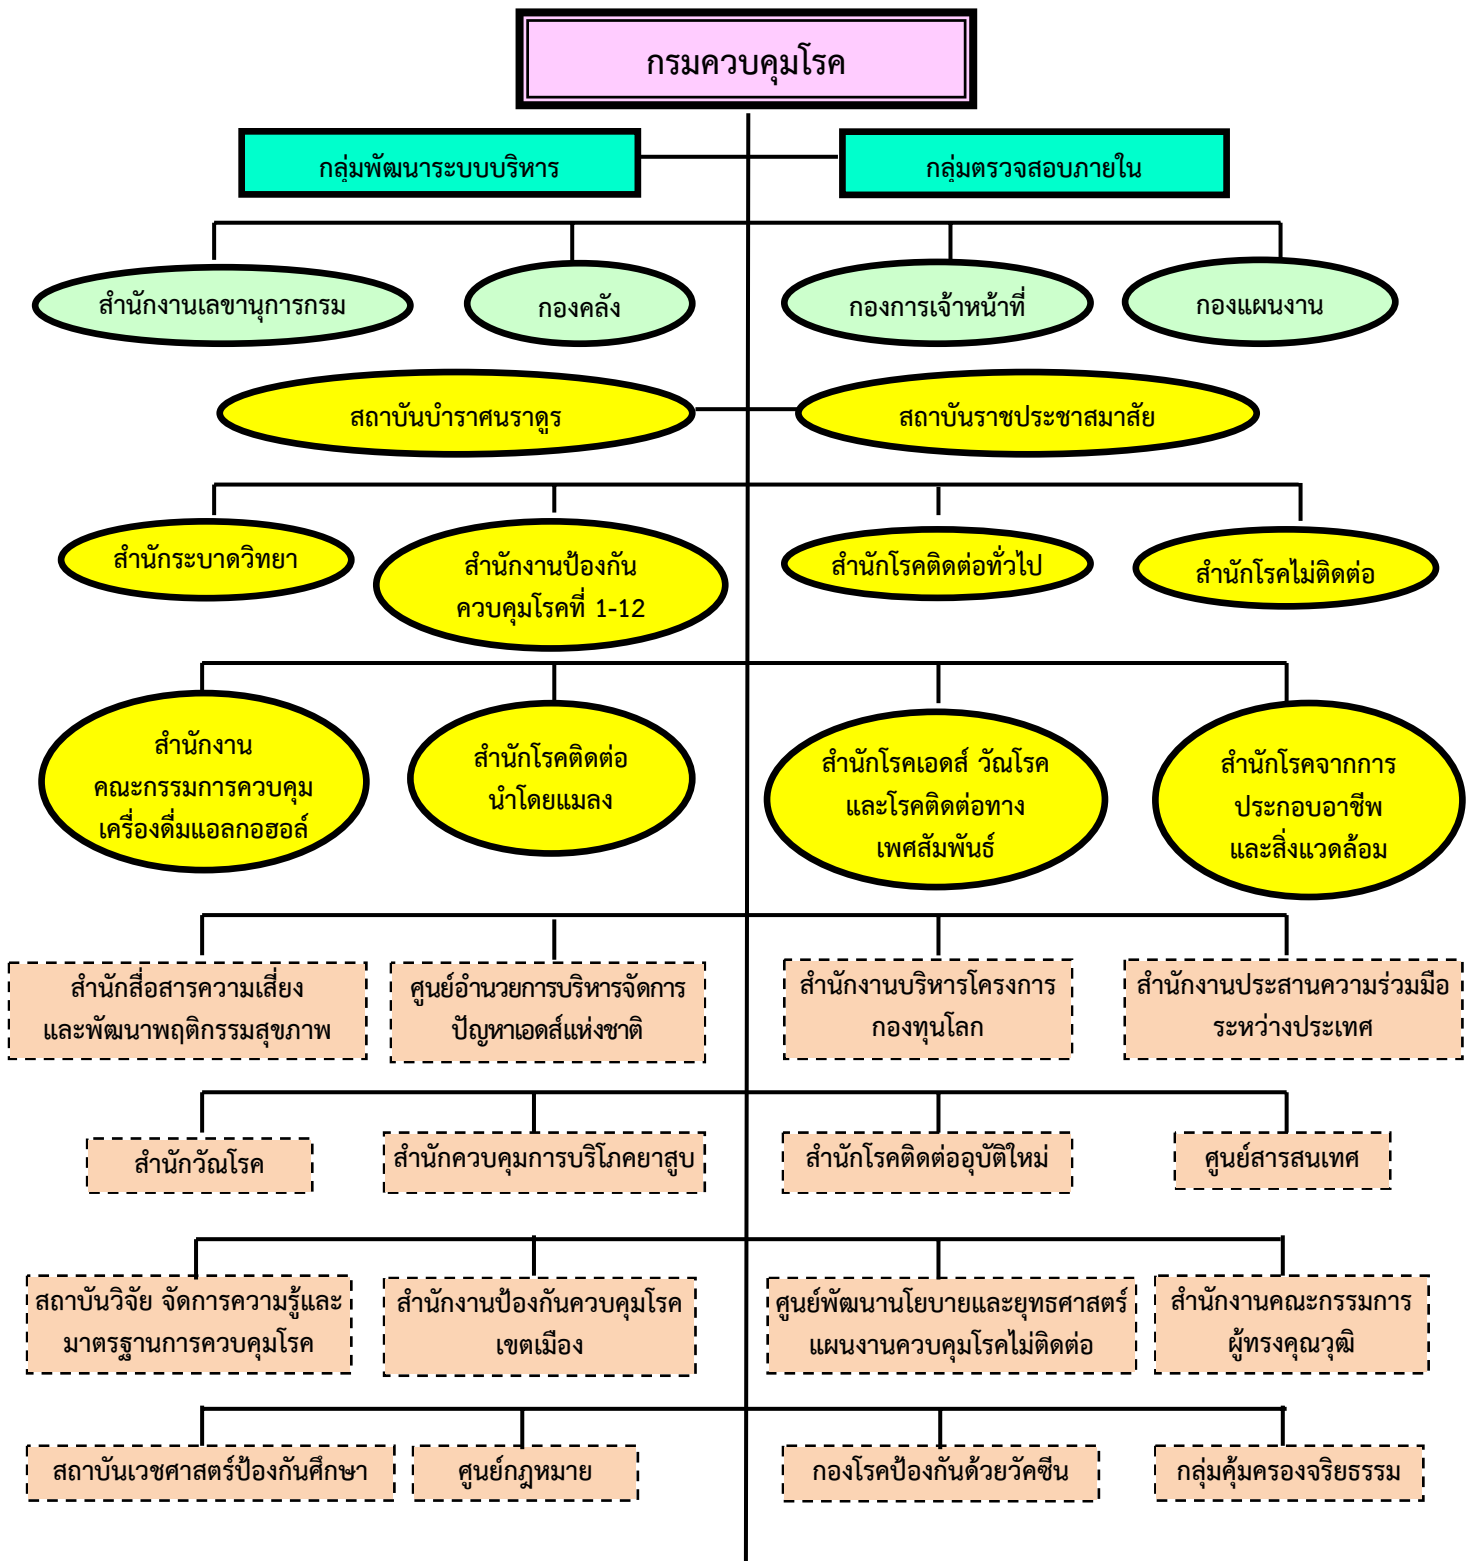 กรมควบคุมโรค
กลุ่มพัฒนาระบบบริหาร
กลุ่มตรวจสอบภายใน
สำนักงานเลขานุการกรม
กองคลัง
กองการเจ้าหน้าที่
กองแผนงาน
สถาบันบำราศนราดูร
สถาบันราชประชาสมาสัย
สำนักระบาดวิทยา
สำนักงานป้องกัน
ควบคุมโรคที่ 1-12
สำนักโรคติดต่อทั่วไป
สำนักโรคไม่ติดต่อ
สำนักงาน
คณะกรรมการควบคุม
เครื่องดื่มแอลกอฮอล์
สำนักโรคติดต่อ
นำโดยแมลง
สำนักโรคเอดส์ วัณโรค
และโรคติดต่อทาง
เพศสัมพันธ์
สำนักโรคจากการ
ประกอบอาชีพ
และสิ่งแวดล้อม
สำนักสื่อสารความเสี่ยง
และพัฒนาพฤติกรรมสุขภาพ
ศูนย์อำนวยการบริหารจัดการ
ปัญหาเอดส์แห่งชาติ
สำนักงานบริหารโครงการ
กองทุนโลก
สำนักงานประสานความร่วมมือ
ระหว่างประเทศ
สำนักวัณโรค
สำนักควบคุมการบริโภคยาสูบ
สำนักโรคติดต่ออุบัติใหม่
ศูนย์สารสนเทศ
สถาบันวิจัย จัดการความรู้และ
มาตรฐานการควบคุมโรค
สำนักงานป้องกันควบคุมโรค
เขตเมือง
ศูนย์พัฒนานโยบายและยุทธศาสตร์
แผนงานควบคุมโรคไม่ติดต่อ
สำนักงานคณะกรรมการ
ผู้ทรงคุณวุฒิ
สถาบันเวชศาสตร์ป้องกันศึกษา
ศูนย์กฎหมาย
กองโรคป้องกันด้วยวัคซีน
กลุ่มคุ้มครองจริยธรรม